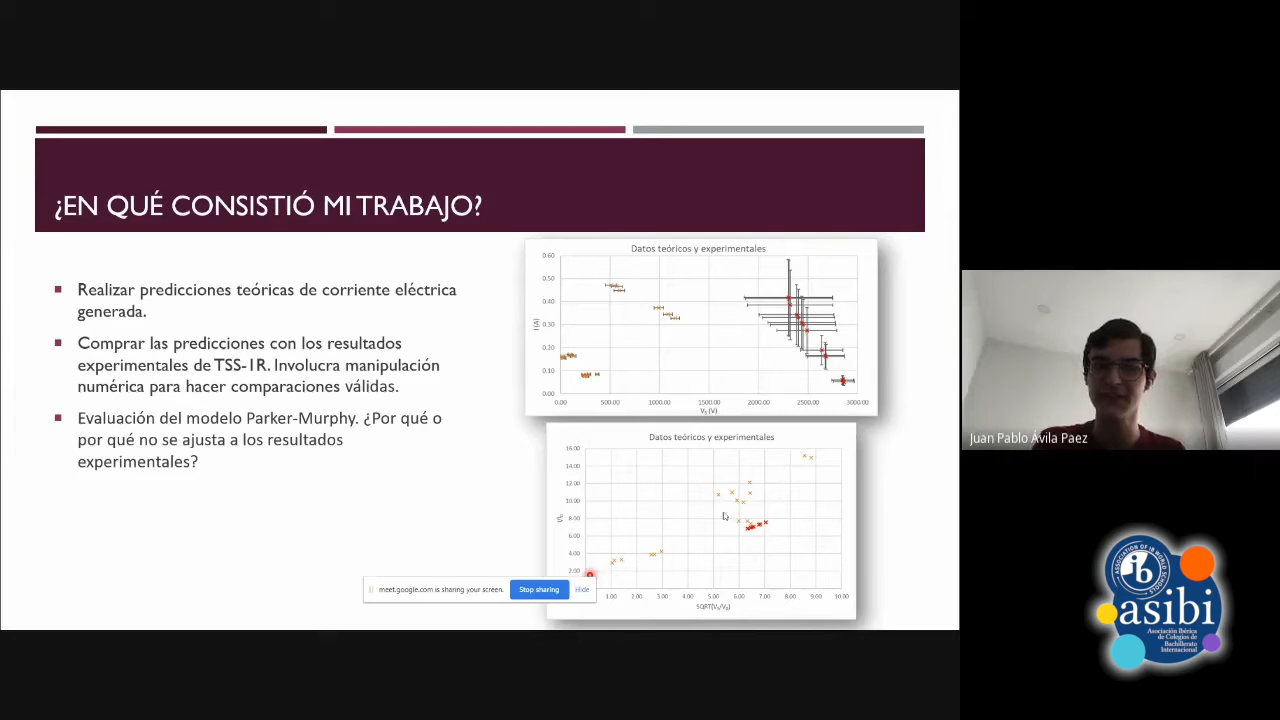 ¿EN QUÉ CONSISTIÓ MI TRABAJO?
Realizar predicciones teóricas de corriente eléctrica
generada.
Comprar las predicciones con los resultados
experimentales de TSS-1R. Involucra manipulación
numérica para hacer comparaciones válidas.
Evaluación del modelo Parker-Murphy. ¿Por qué o
por qué no se ajusta a los resultados
experimentales?
Datos teóricos y experimentales
0.60
0.50
0.40
0.30
0.20
0.10
0.00
I (A)
0.00 500.00 1000.00 1500.00 2000.00 2500.00 3000.00
Datos teóricos y experimentales
16.00
14.00
12.00
10.00
8.00
6.00
4.00
2.00
1.00 2.00 3.00 4.00 5.00 6.00 7.00 8.00 9.00 10.00
meet.google.com is sharing your screen.
Stop sharing
Hide
Juan Pablo Ávila Paez
ASSOCIATION OF IB WORLD SCHOOLS
ib
asibi
Asociación Ibérica
de Colegios de
Bachillerato
Internacional